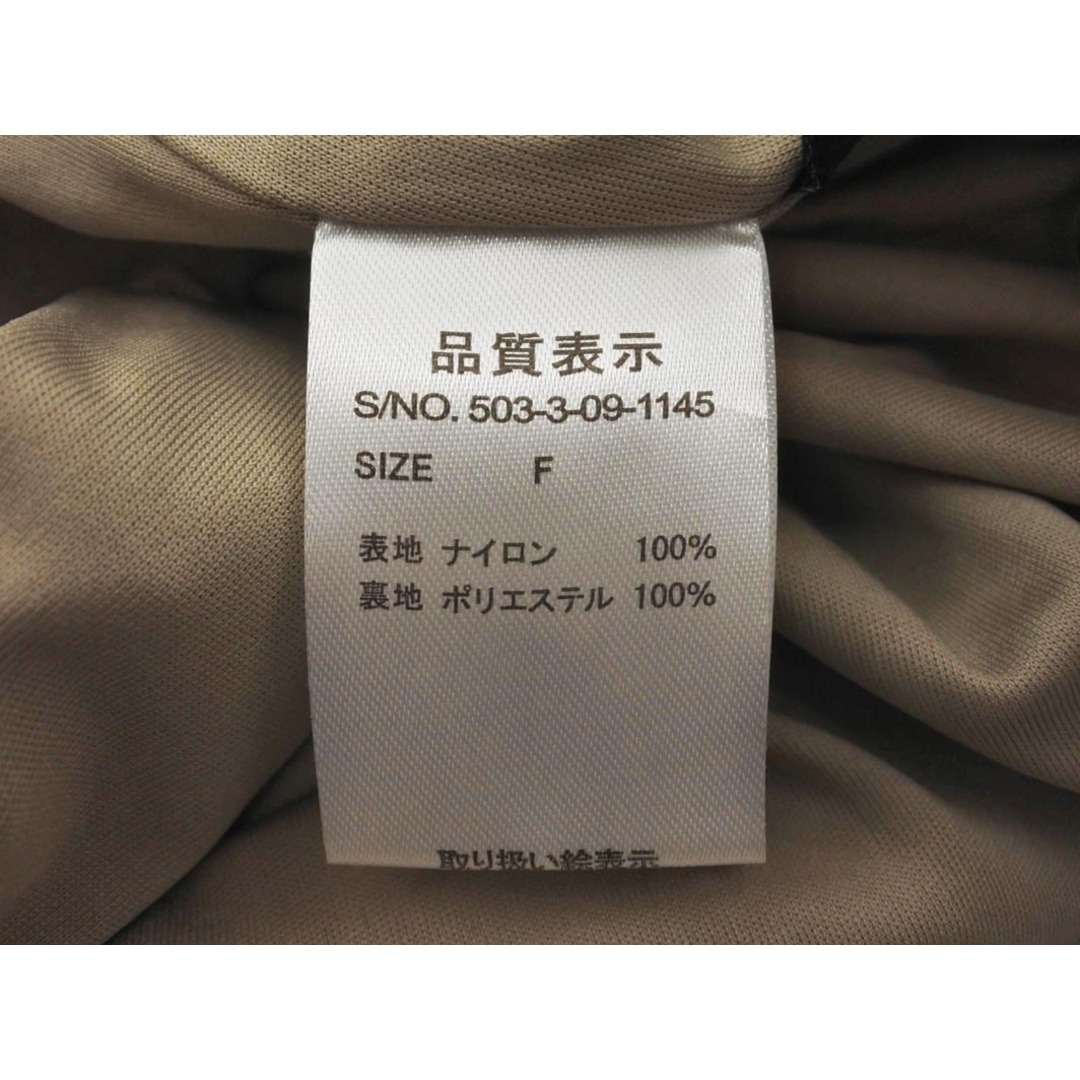 品質表示
S/NO. 503-3-09-1145
SIZE F
表地 ナイロン 100%
裏地 ポリエステル 100%
取り扱い絵表示